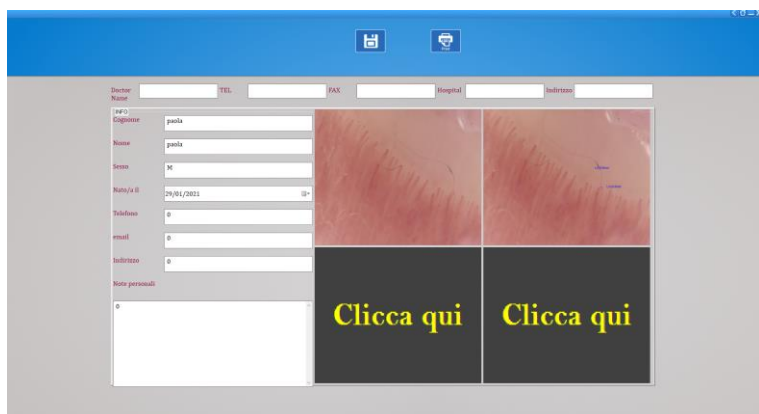 Doctor Name
TEL
FAX
Hospital
Indirizzo
INFO
Cognome
paola
Nome
paola
Sesso
M
Nato/a il
29/01/2021
Telefono
0
email
0
Indirizzo
0
Note personali
0
Clicca qui
Clicca qui